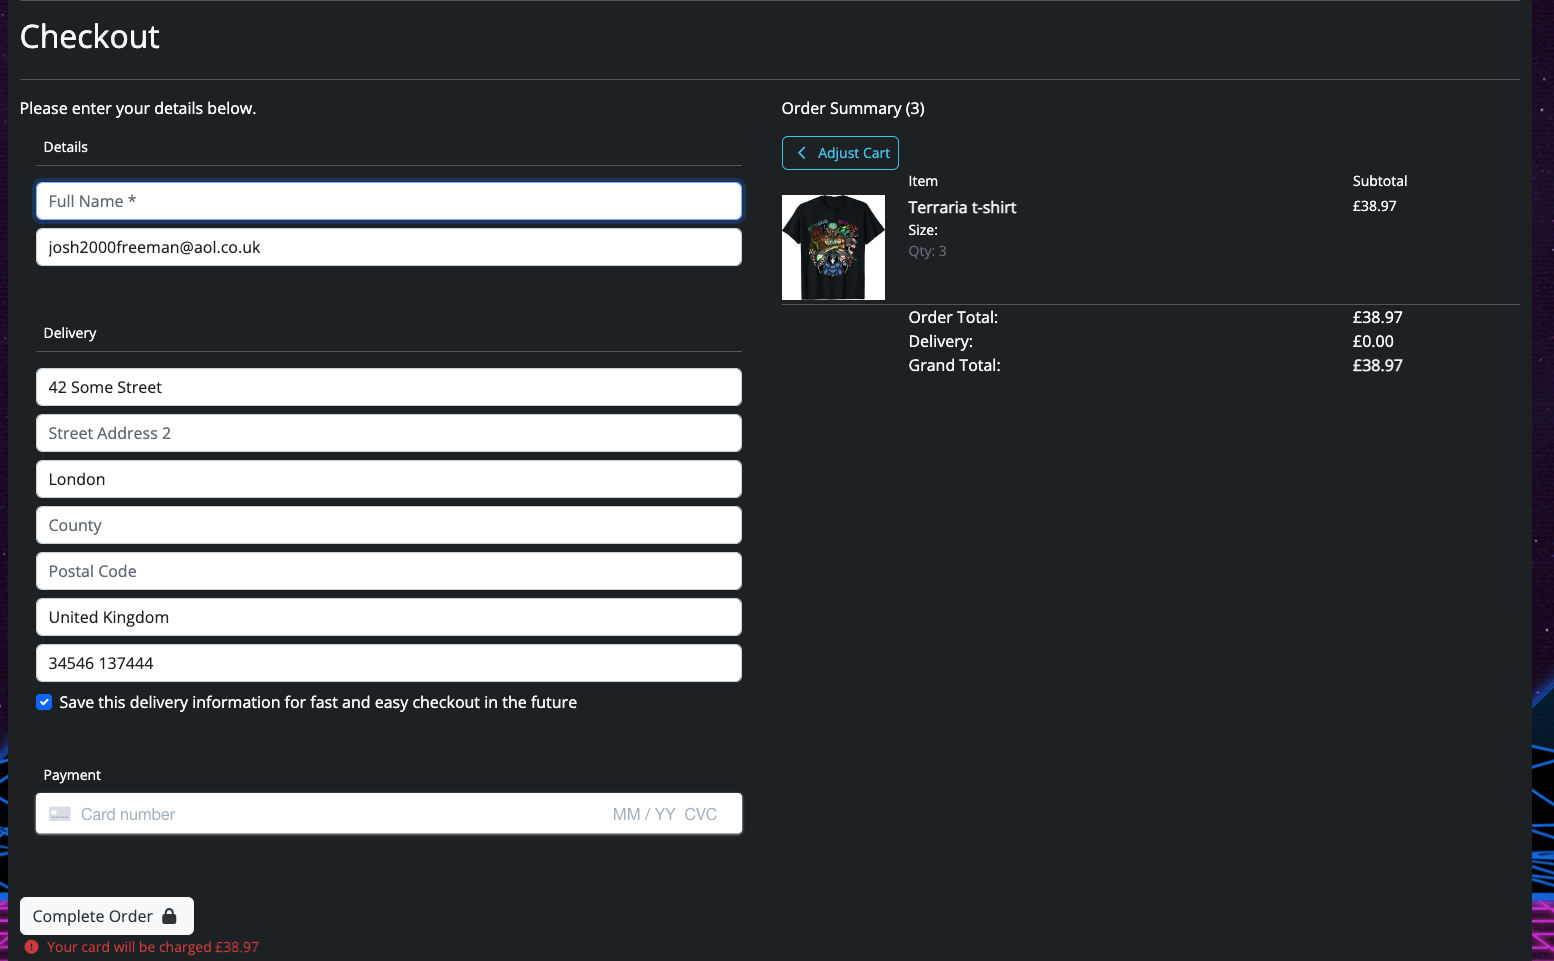 Checkout
Please enter your details below.
Details
Full Name *
josh2000freeman@aol.co.uk
Delivery
42 Some Street
Street Address 2
London
County
Postal Code
United Kingdom
34546 137444
Save this delivery information for fast and easy checkout in the future
Payment
Card number MM / YY CVC
Complete Order
Your card will be charged £38.97
Order Summary (3)
Adjust Cart
Item Subtotal
Terraria t-shirt £38.97
Size:
Qty: 3
Order Total: £38.97
Delivery: £0.00
Grand Total: £38.97